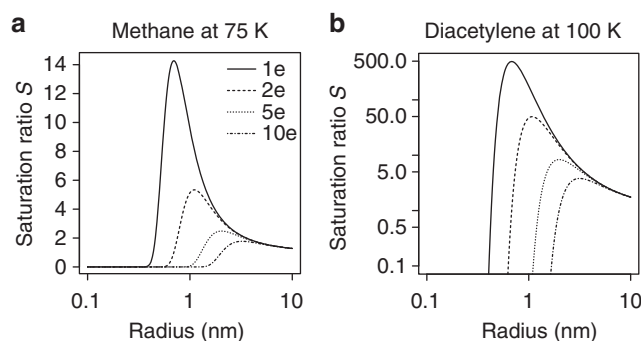 a Methane at 75 K
Saturation ratio S
14
12
10
8
6
4
2
0
1e
2e
5e
10e
0.1 1 10
Radius (nm)
b Diacetylene at 100 K
Saturation ratio S
500.0
50.0
5.0
0.5
0.1
0.1 1 10
Radius (nm)